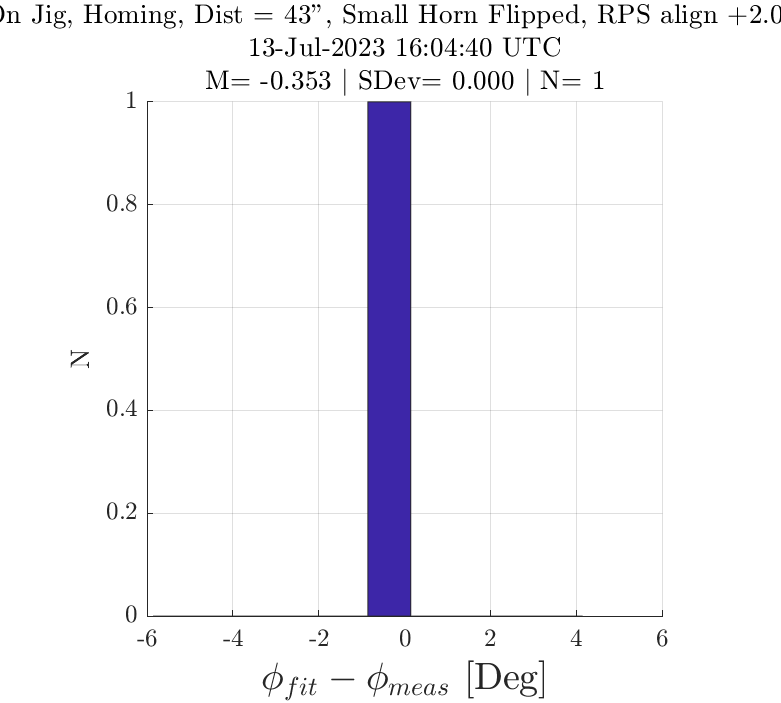 On Jig, Homing, Dist = 43”, Small Horn Flipped, RPS align +2.0
13-Jul-2023 16:04:40 UTC
M= -0.353 | SDev= 0.000 | N= 1
1
0.8
0.6
0.4
0.2
0
N
-6 -4 -2 0 2 4 6
ϕfit − ϕmeas [Deg]